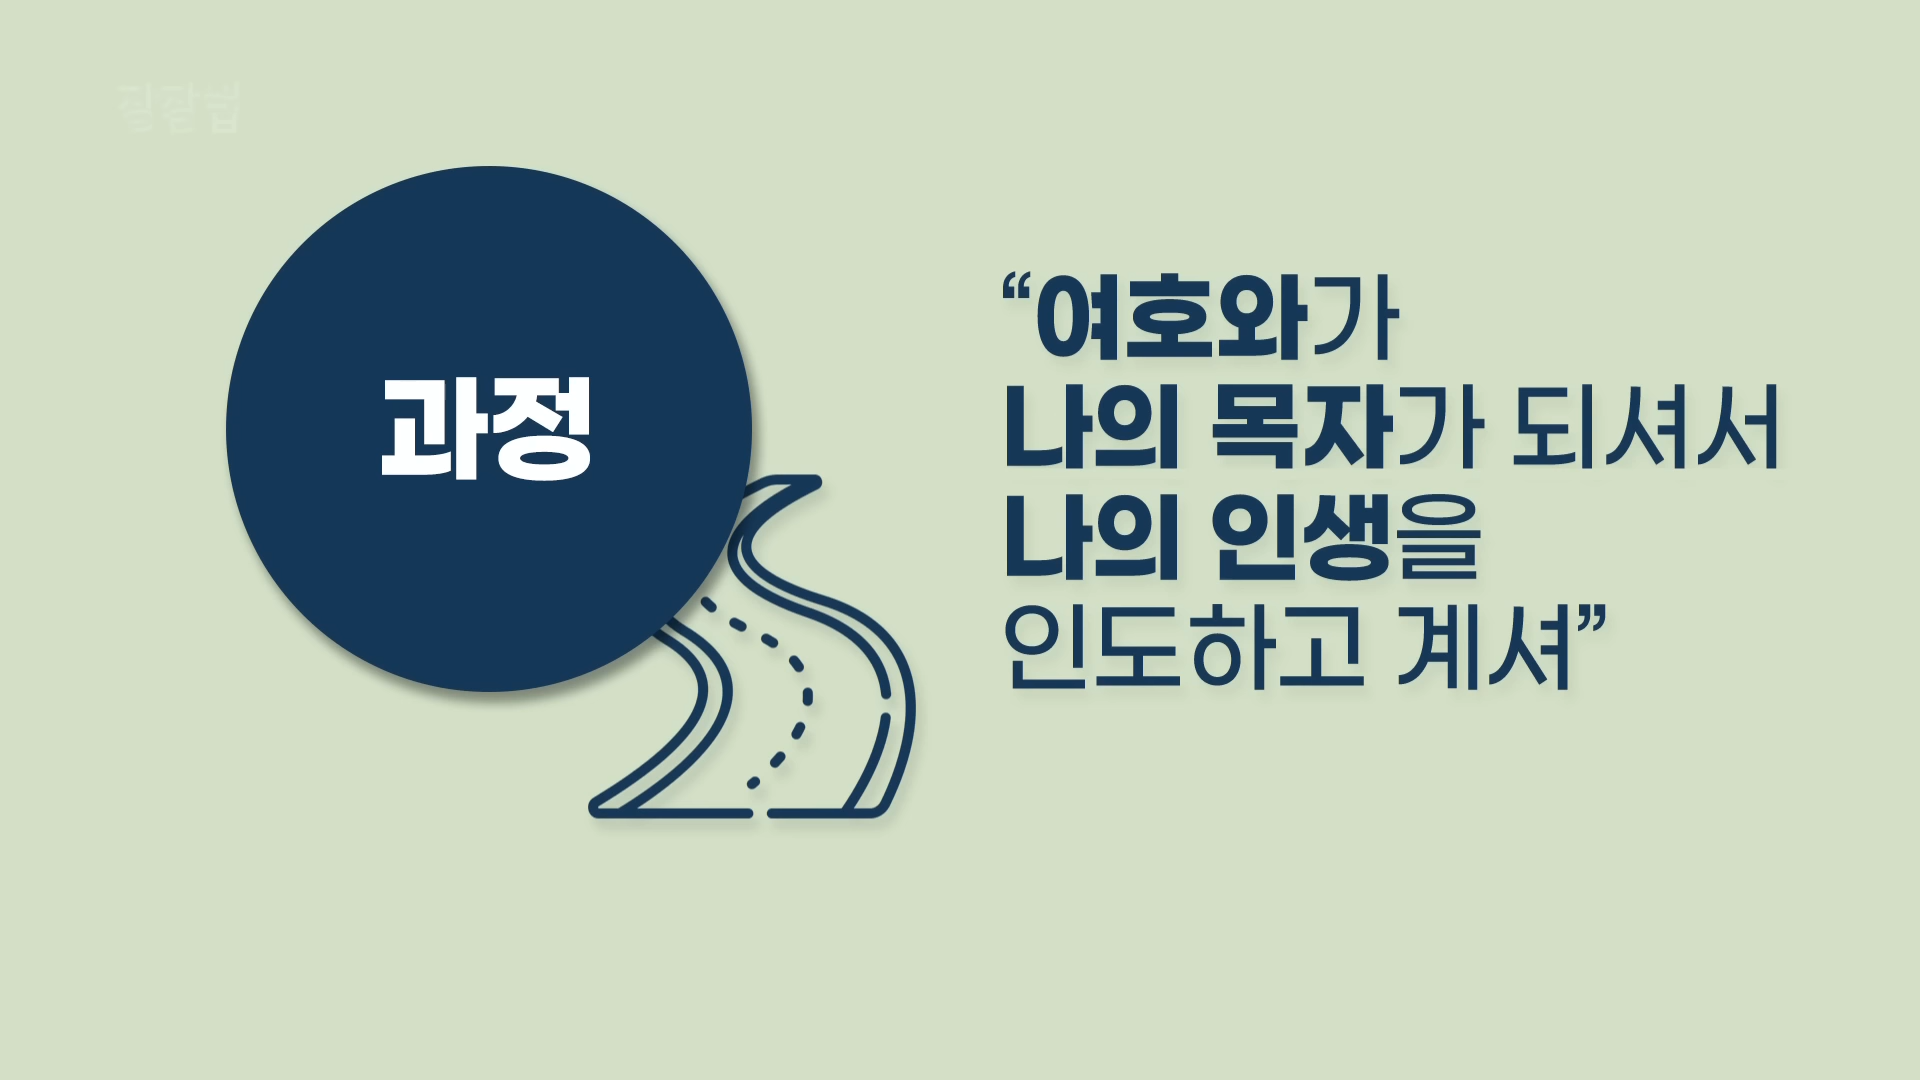 과정
“여호와가
나의 목자가 되셔서
나의 인생을
인도하고 계셔”